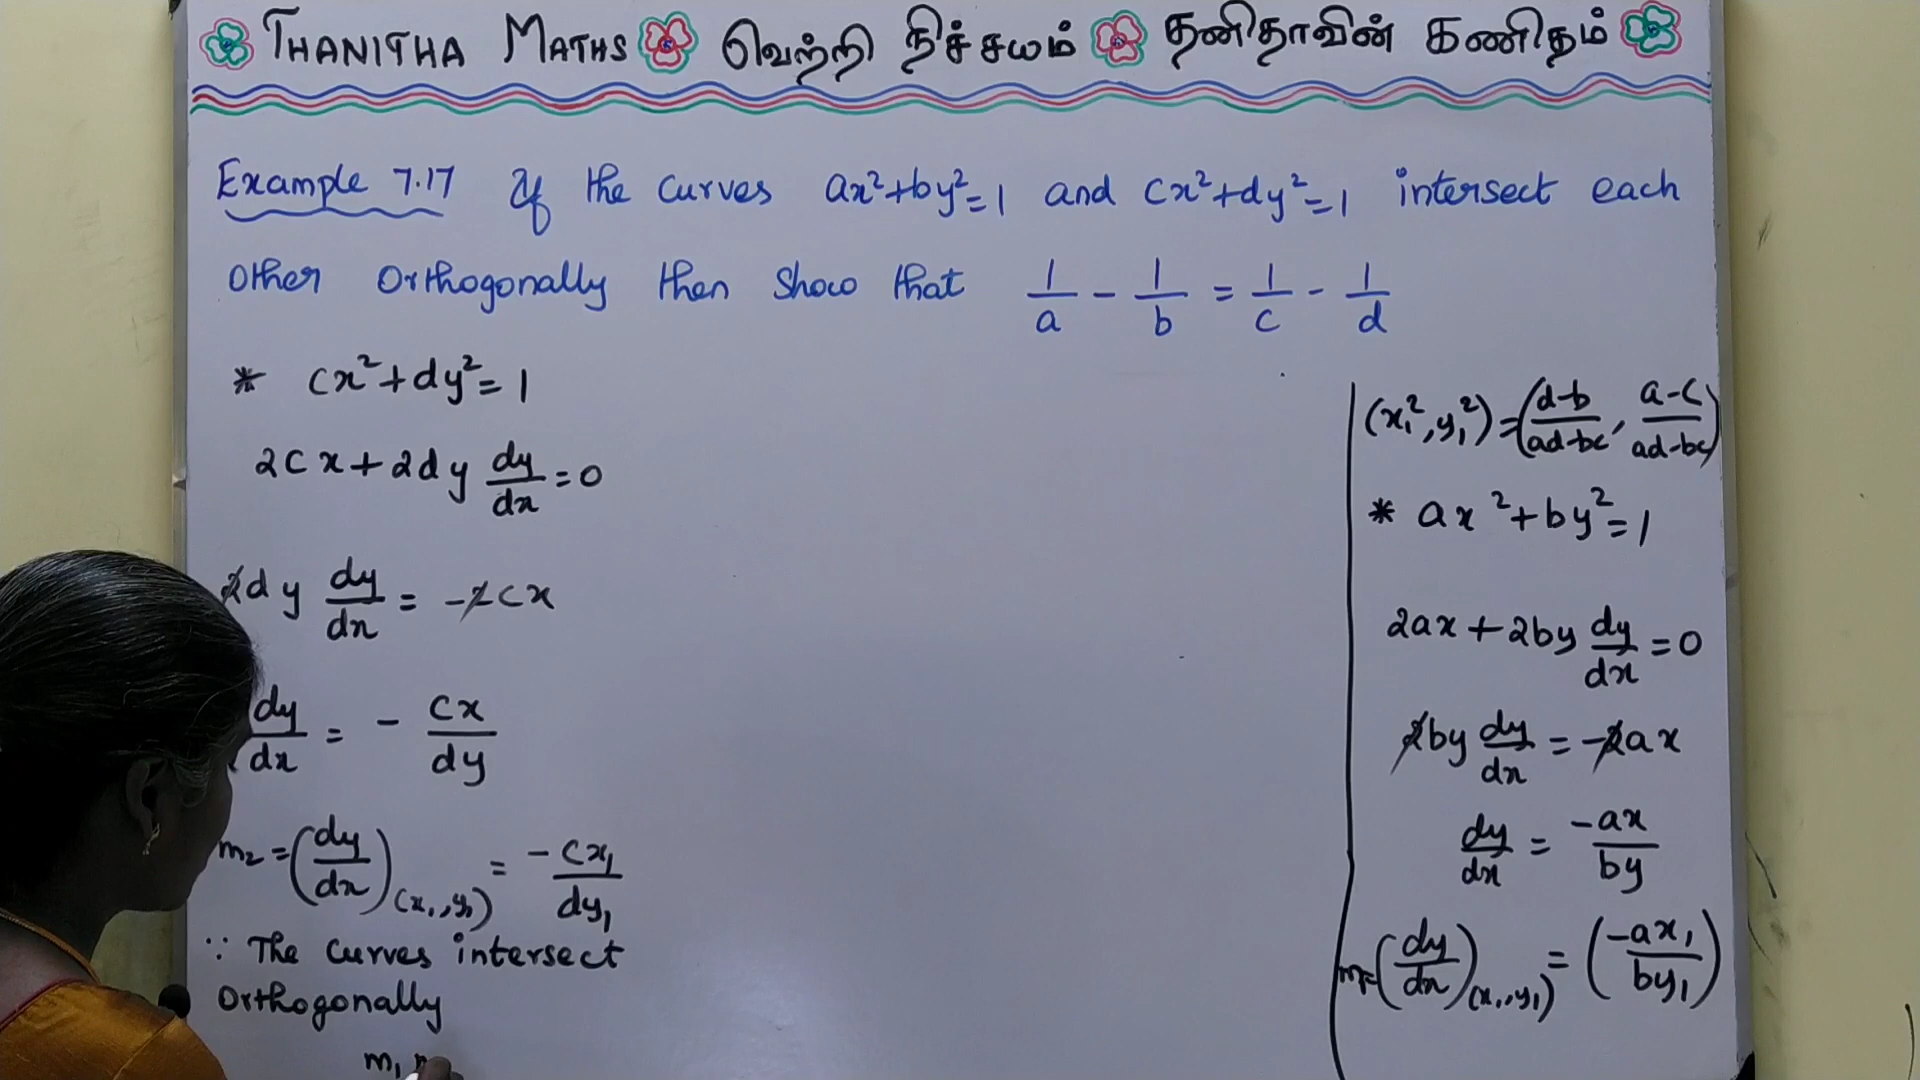 THANITHA MATHS வெற்றி நிச்சயம் தனிதாவின் கணிதம்
Example 7.17 If the curves ax²+by²=1 and cx²+dy²=1 intersect each
other orthogonally then show that 1/a - 1/b = 1/c - 1/d
* cx²+dy²=1
2cx+2dy dy/dx=0
2dy dy/dx = -2cx
dy/dx = - cx/dy
m₂=(dy/dx)(x₁,y₁) = -cx₁/dy₁
∵ The curves intersect
orthogonally
m₁
(x₁²,y₁²)=(d-b/ad-bc, a-c/ad-bc)
* ax²+by²=1
2ax+2by dy/dx=0
2by dy/dx=-2ax
dy/dx = -ax/by
m₁=(dy/dx)(x₁,y₁) = (-ax₁/by₁)